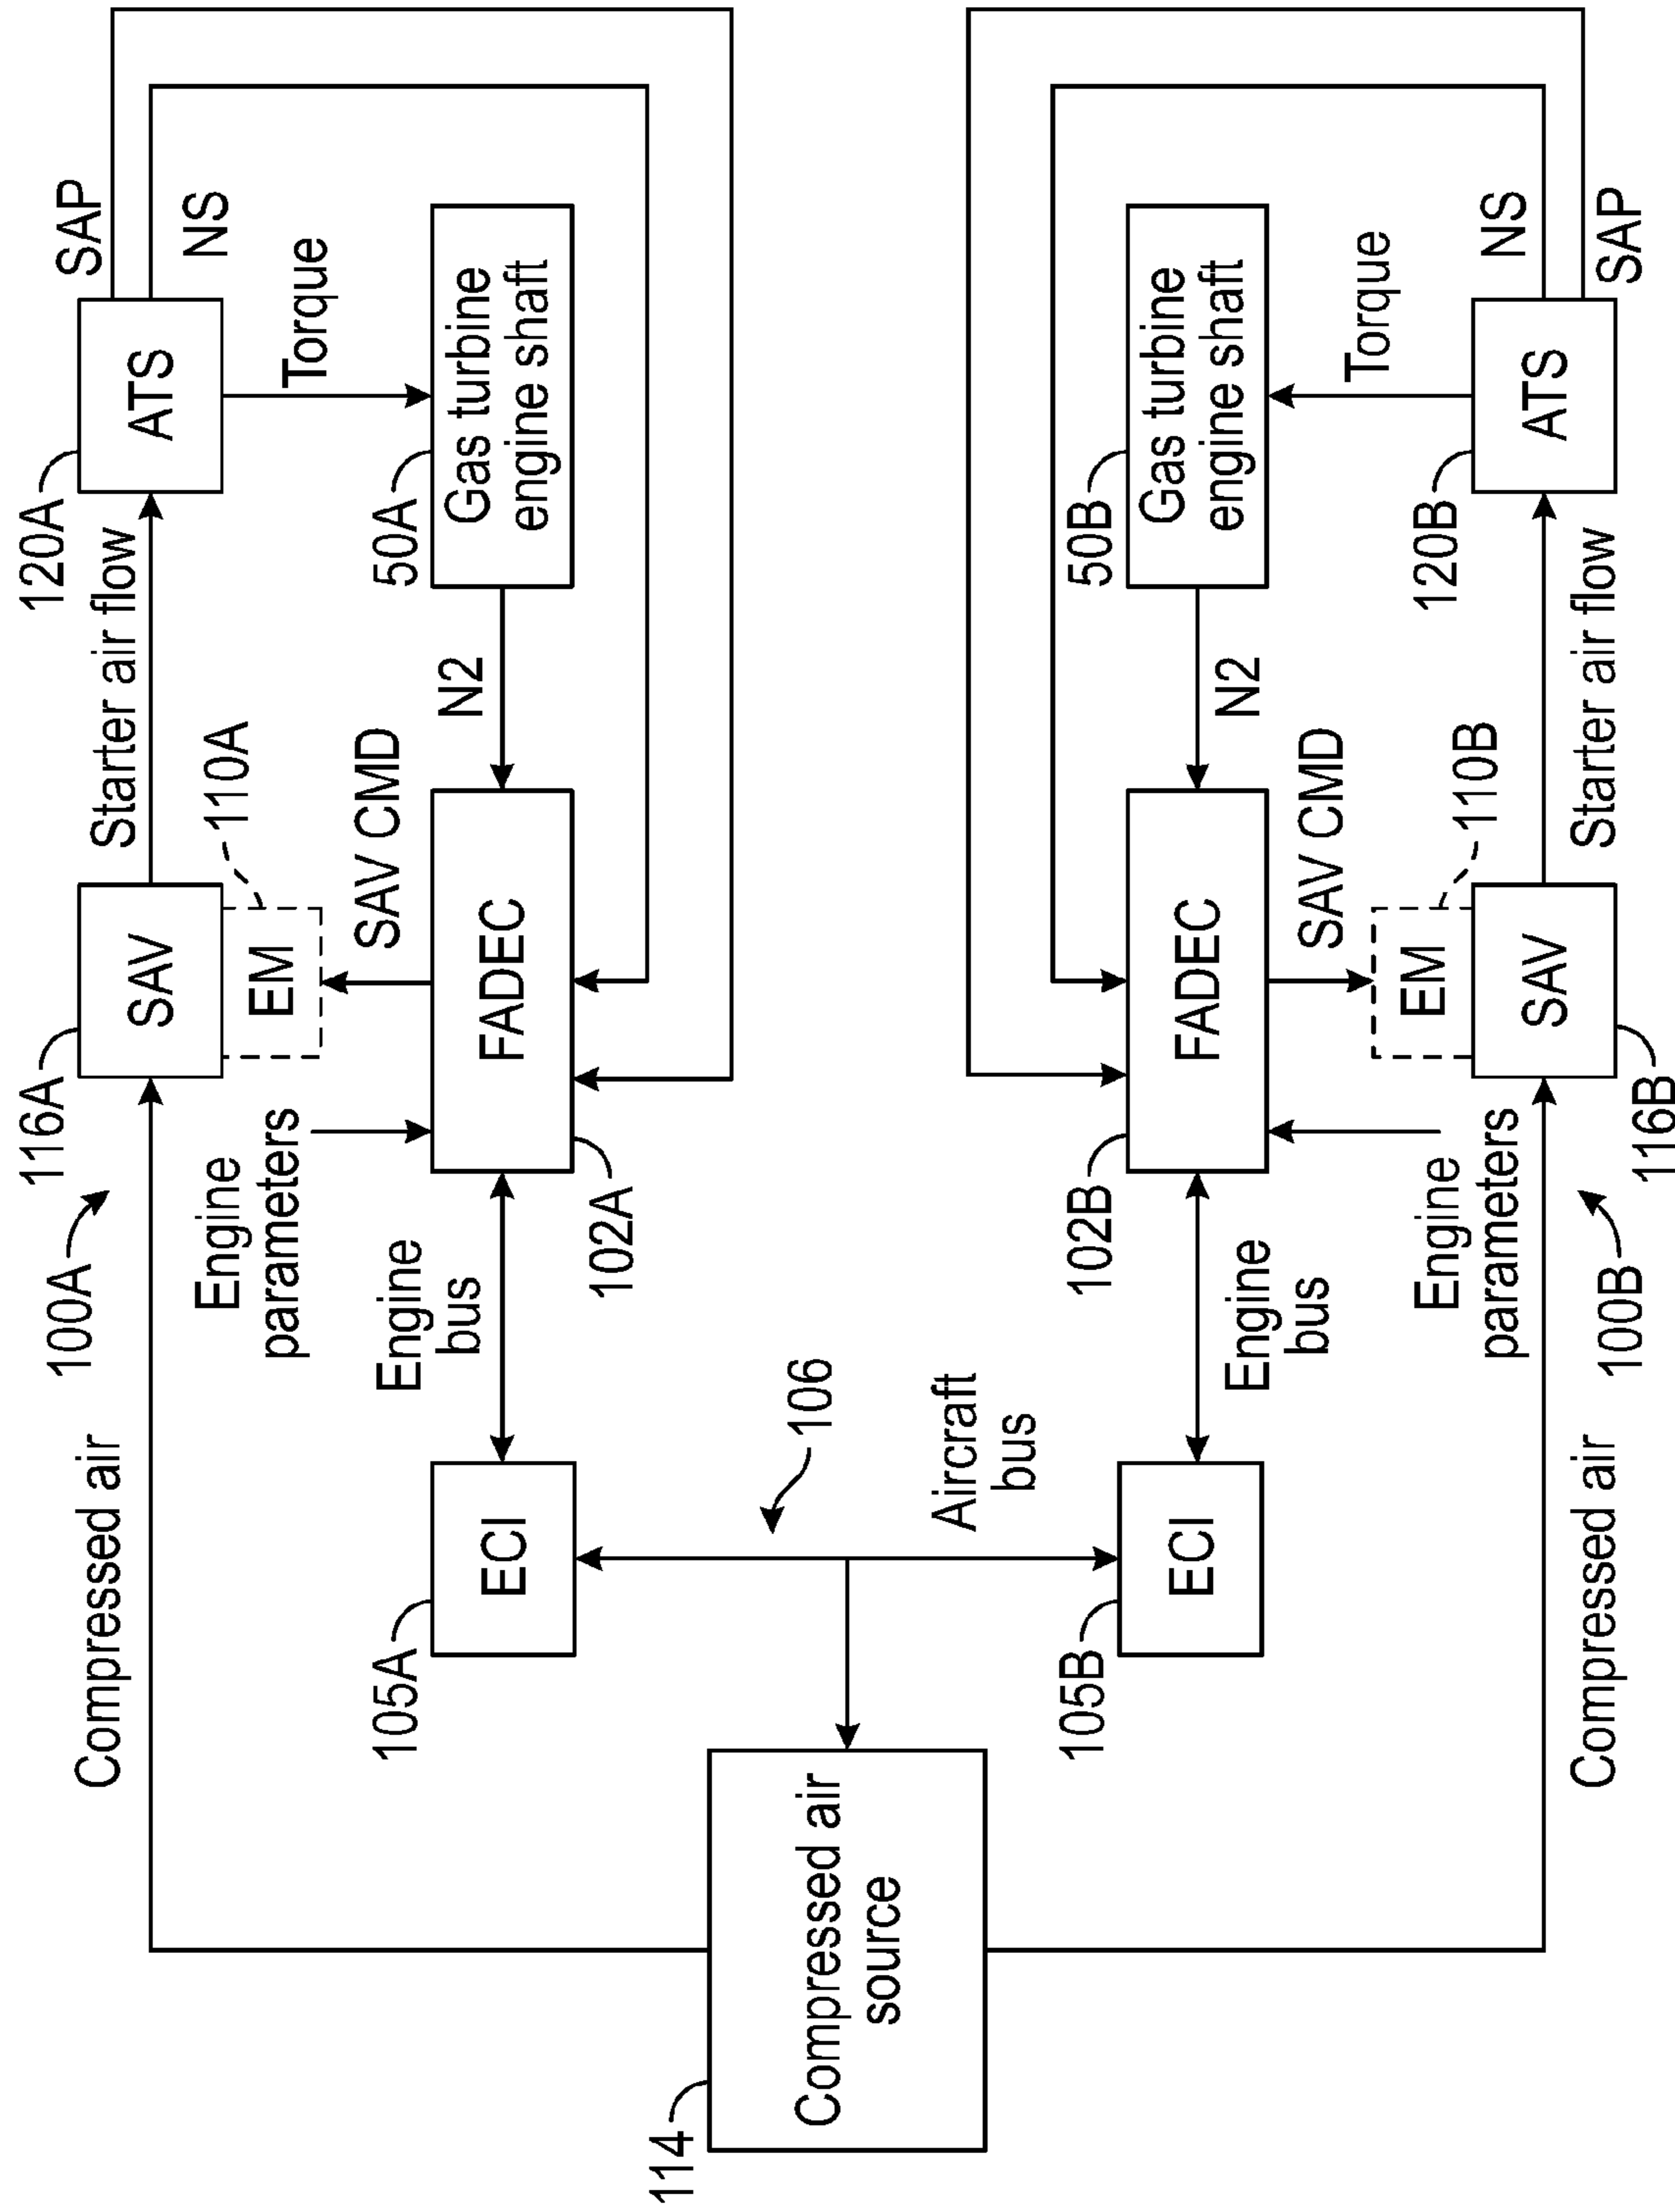 100A
116A
120A
SAP
Compressed air
SAV
Starter air flow
ATS
NS
110A
EM
Torque
Engine
parameters
SAV CMD
Engine
bus
N2
50A
Gas turbine
engine shaft
105A
ECI
FADEC
102A
114
Compressed air
source
106
Aircraft
bus
105B
ECI
102B
FADEC
50B
Gas turbine
engine shaft
Engine
bus
N2
SAV CMD
Torque
Engine
parameters
EM
110B
120B
NS
SAV
ATS
Compressed air
100B
116B
Starter air flow
SAP